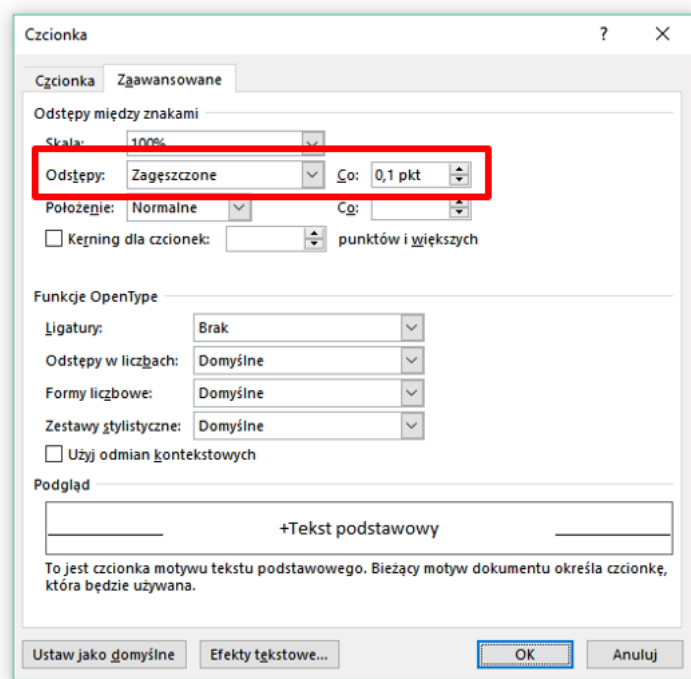 Czcionka ?
Czcionka Zaawansowane
Odstępy między znakami
Skala: 100%
Odstępy: Zagęszczone Co: 0,1 pkt
Położenie: Normalne Co:
Kerning dla czcionek: punktów i większych
Funkcje OpenType
Ligatury: Brak
Odstępy w liczbach: Domyślne
Formy liczbowe: Domyślne
Zestawy stylistyczne: Domyślne
Użyj odmian kontekstowych
Podgląd
+Tekst podstawowy
To jest czcionka motywu tekstu podstawowego. Bieżący motyw dokumentu określa czcionkę,
która będzie używana.
Ustaw jako domyślne Efekty tekstowe... OK Anuluj